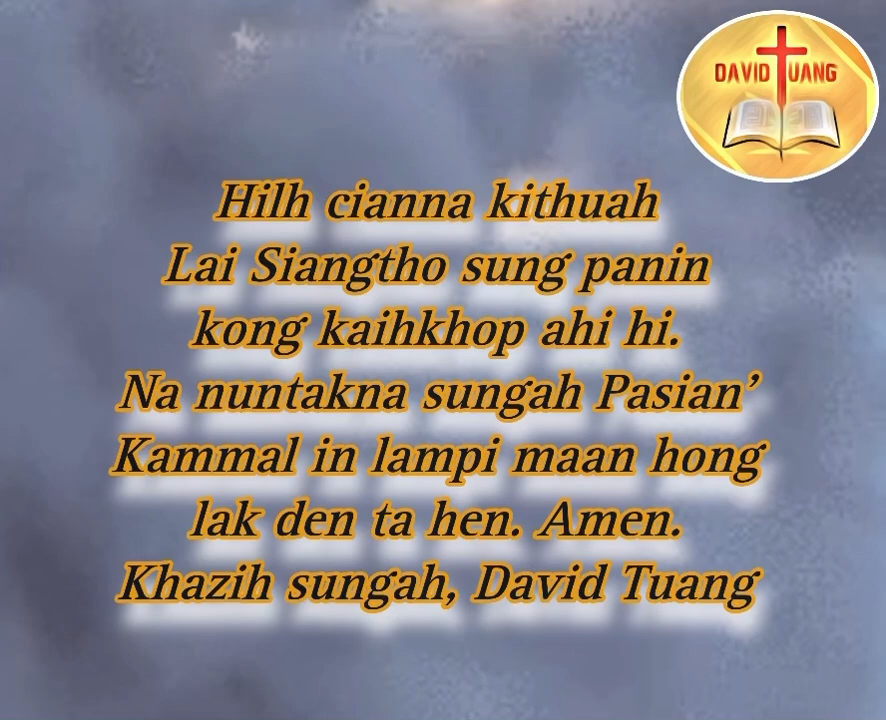 DAVID TUANG
Hilh cianna kithuah
Lai Siangtho sung panin
kong kaihkhop ahi hi.
Na nuntakna sungah Pasian’
Kammal in lampi maan hong
lak den ta hen. Amen.
Khazih sungah, David Tuang